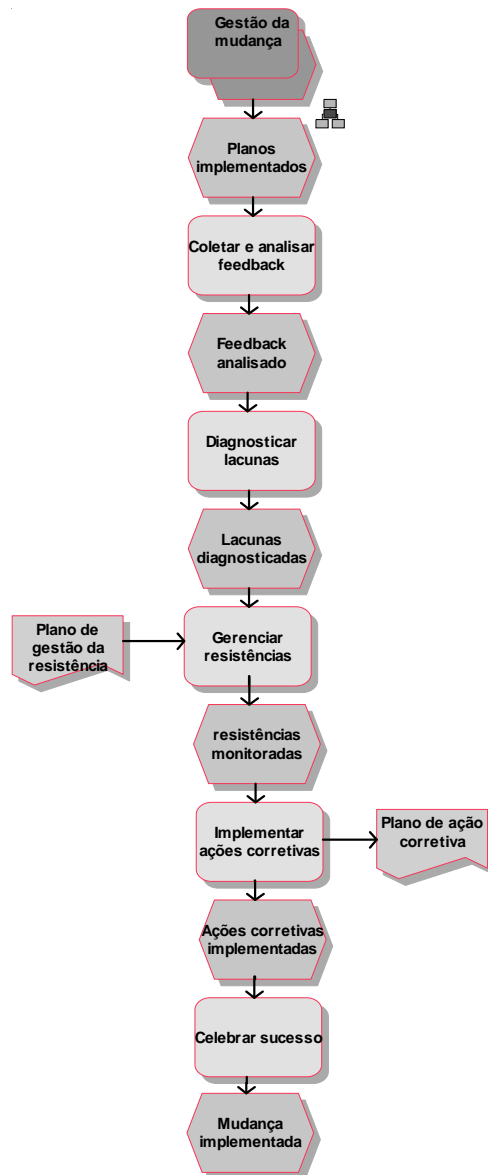 Gestão da
mudança
Planos
implementados
Coletar e analisar
feedback
Feedback
analisado
Diagnosticar
lacunas
Lacunas
diagnosticadas
Plano de
gestão da
resistência
Gerenciar
resistências
resistências
monitoradas
Implementar
ações corretivas
Plano de ação
corretiva
Ações corretivas
implementadas
Celebrar sucesso
Mudança
implementada